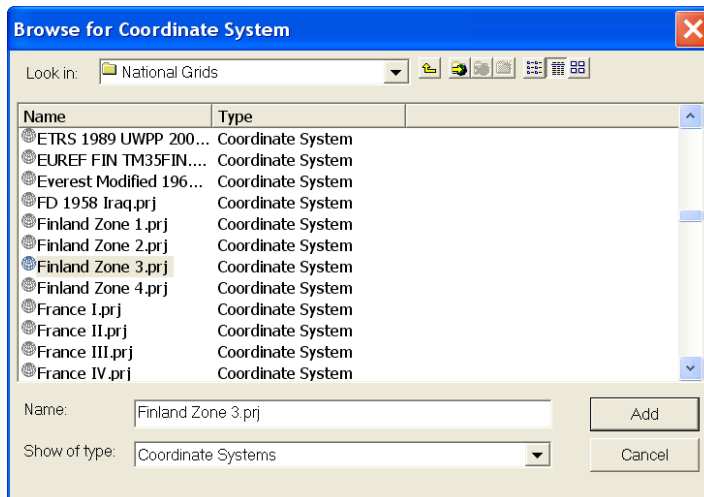 Browse for Coordinate System
Look in: National Grids
Name Type
ETRS 1989 UWPP 200... Coordinate System
EUREF FIN TM35FIN.... Coordinate System
Everest Modified 196... Coordinate System
FD 1958 Iraq.prj Coordinate System
Finland Zone 1.prj Coordinate System
Finland Zone 2.prj Coordinate System
Finland Zone 3.prj Coordinate System
Finland Zone 4.prj Coordinate System
France I.prj Coordinate System
France II.prj Coordinate System
France III.prj Coordinate System
France IV.prj Coordinate System
Name: Finland Zone 3.prj Add
Show of type: Coordinate Systems Cancel